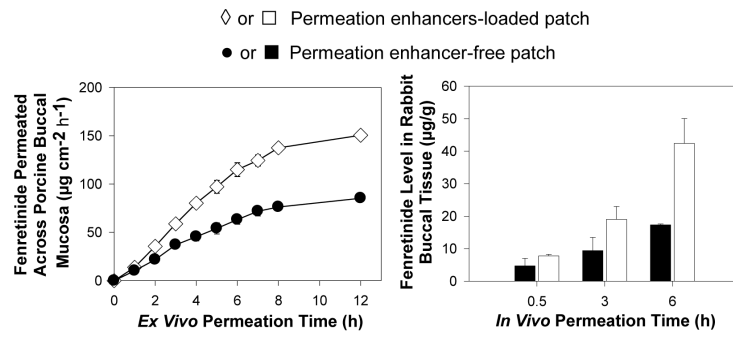 ◇ or □ Permeation enhancers-loaded patch
● or ■ Permeation enhancer-free patch
Fenretinide Permeated
Across Porcine Buccal
Mucosa (µg cm-2 h-1)
200
150
100
50
0
0 2 4 6 8 10 12
Ex Vivo Permeation Time (h)
Fenretinide Level in Rabbit
Buccal Tissue (µg/g)
60
50
40
30
20
10
0
0.5 3 6
In Vivo Permeation Time (h)